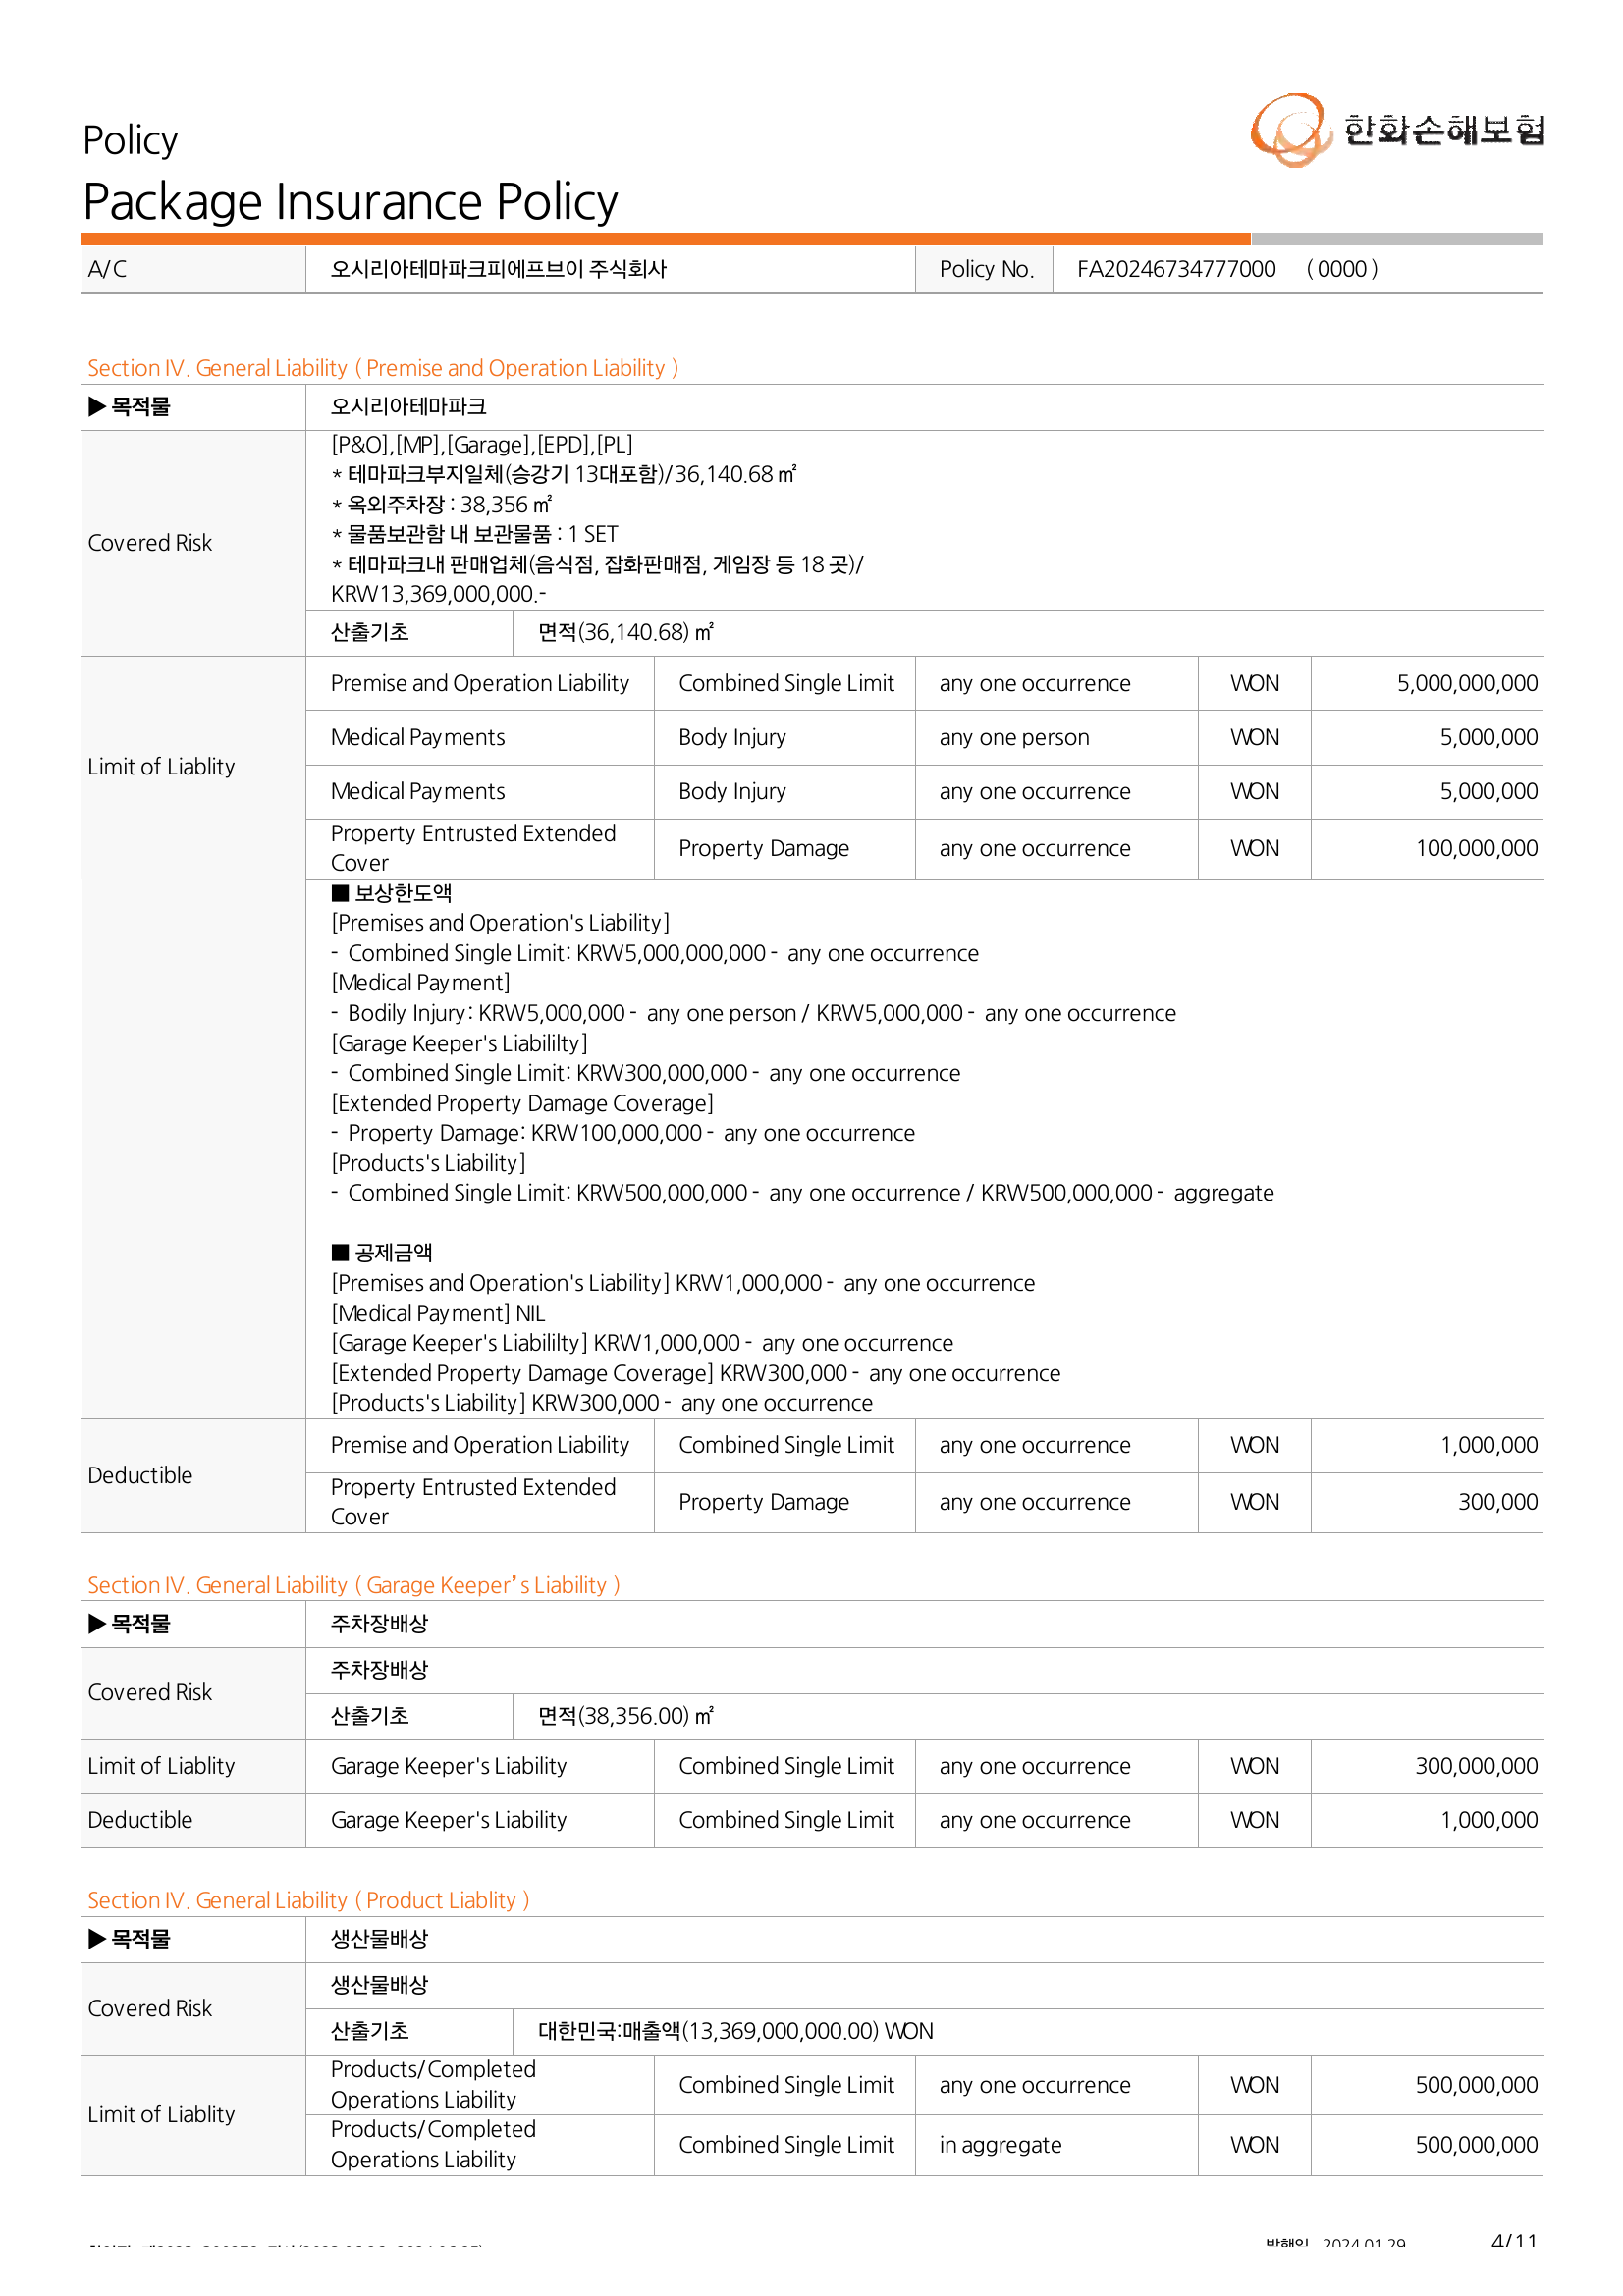 Policy
한화손해보험
Package Insurance Policy
A/C 오시리아테마파크피에프브이 주식회사 Policy No. FA20246734777000 ( 0000 )
Section IV. General Liability ( Premise and Operation Liability )
▶ 목적물 오시리아테마파크
Covered Risk
[P&O],[MP],[Garage],[EPD],[PL]
* 테마파크부지일체(승강기 13대포함)/36,140.68 ㎡
* 옥외주차장 : 38,356 ㎡
* 물품보관함 내 보관물품 : 1 SET
* 테마파크내 판매업체(음식점, 잡화판매점, 게임장 등 18 곳)/
KRW13,369,000,000.-
산출기초 면적(36,140.68) ㎡
Limit of Liablity
Premise and Operation Liability Combined Single Limit any one occurrence WON 5,000,000,000
Medical Payments Body Injury any one person WON 5,000,000
Medical Payments Body Injury any one occurrence WON 5,000,000
Property Entrusted Extended
Cover Property Damage any one occurrence WON 100,000,000
■ 보상한도액
[Premises and Operation's Liability]
- Combined Single Limit: KRW5,000,000,000 - any one occurrence
[Medical Payment]
- Bodily Injury: KRW5,000,000 - any one person / KRW5,000,000 - any one occurrence
[Garage Keeper's Liabililty]
- Combined Single Limit: KRW300,000,000 - any one occurrence
[Extended Property Damage Coverage]
- Property Damage: KRW100,000,000 - any one occurrence
[Products's Liability]
- Combined Single Limit: KRW500,000,000 - any one occurrence / KRW500,000,000 - aggregate
■ 공제금액
[Premises and Operation's Liability] KRW1,000,000 - any one occurrence
[Medical Payment] NIL
[Garage Keeper's Liabililty] KRW1,000,000 - any one occurrence
[Extended Property Damage Coverage] KRW300,000 - any one occurrence
[Products's Liability] KRW300,000 - any one occurrence
Deductible
Premise and Operation Liability Combined Single Limit any one occurrence WON 1,000,000
Property Entrusted Extended
Cover Property Damage any one occurrence WON 300,000
Section IV. General Liability ( Garage Keeper’s Liability )
▶ 목적물 주차장배상
Covered Risk
주차장배상
산출기초 면적(38,356.00) ㎡
Limit of Liablity Garage Keeper's Liability Combined Single Limit any one occurrence WON 300,000,000
Deductible Garage Keeper's Liability Combined Single Limit any one occurrence WON 1,000,000
Section IV. General Liability ( Product Liablity )
▶ 목적물 생산물배상
Covered Risk
생산물배상
산출기초 대한민국:매출액(13,369,000,000.00) WON
Limit of Liablity
Products/Completed
Operations Liability Combined Single Limit any one occurrence WON 500,000,000
Products/Completed
Operations Liability Combined Single Limit in aggregate WON 500,000,000
발행일 2024.01.29 4/11